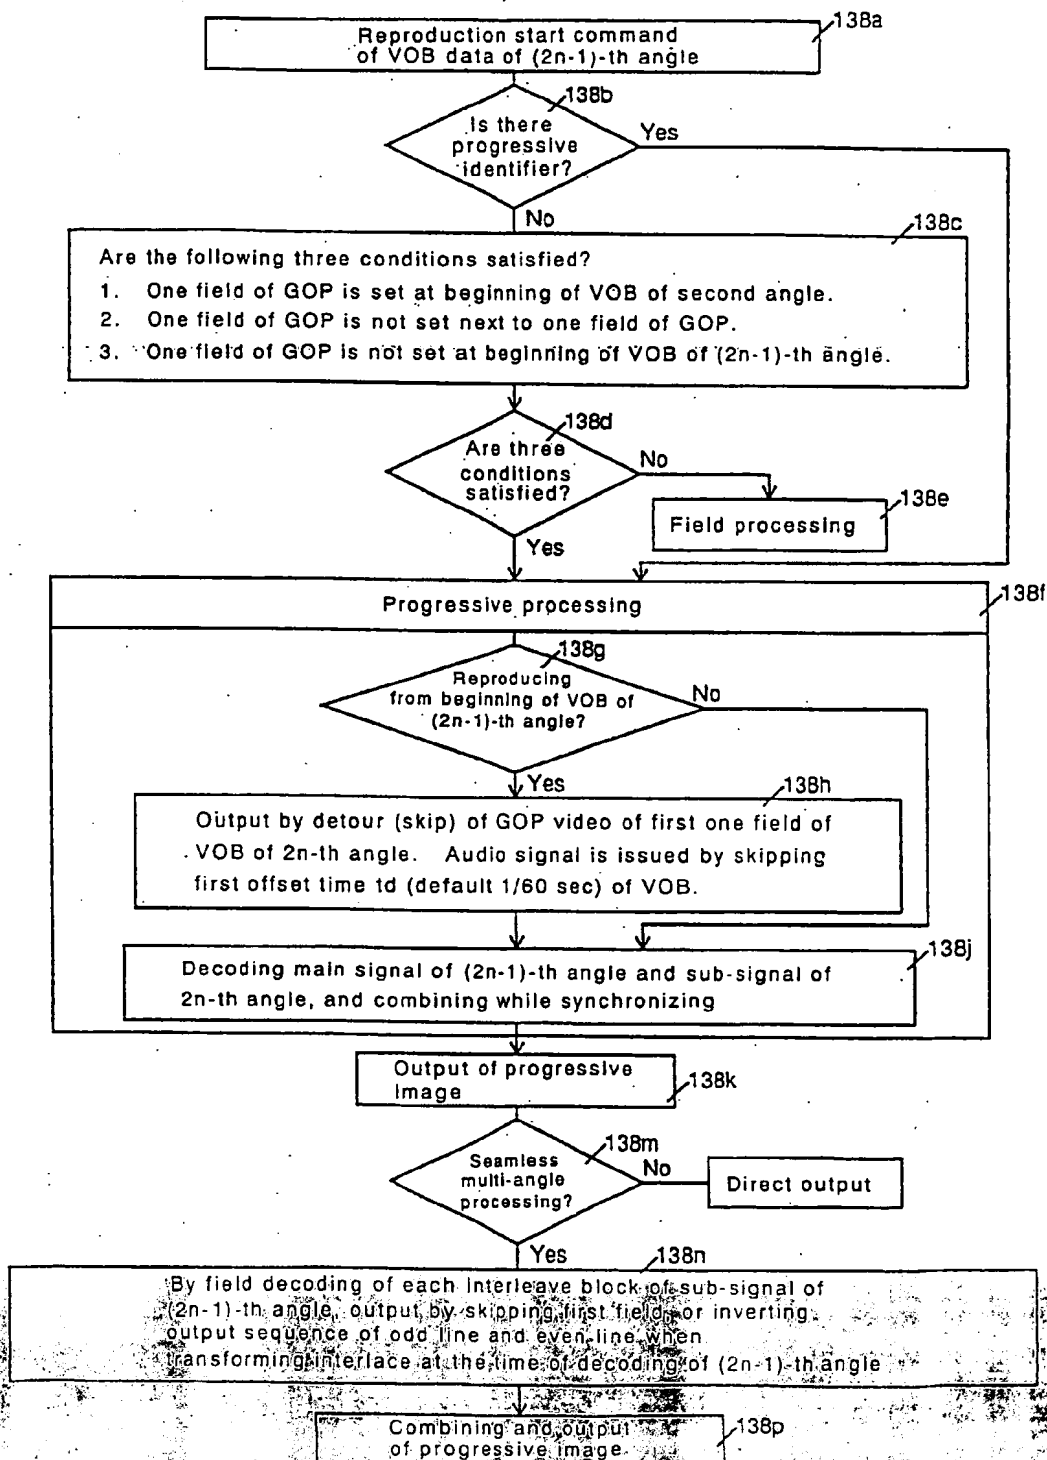 138a
Reproduction start command
of VOB data of (2n-1)-th angle
138b
Is there
progressive
identifier?
Yes
No
138c
Are the following three conditions satisfied?
1. One field of GOP is set at beginning of VOB of second angle.
2. One field of GOP is not set next to one field of GOP.
3. One field of GOP is not set at beginning of VOB of (2n-1)-th angle.
138d
Are three
conditions
satisfied?
No
138e
Field processing
Yes
138f
Progressive processing
138g
Reproducing
from beginning of VOB of
(2n-1)-th angle?
No
Yes
138h
Output by detour (skip) of GOP video of first one field of
VOB of 2n-th angle. Audio signal is issued by skipping
first offset time td (default 1/60 sec) of VOB.
138j
Decoding main signal of (2n-1)-th angle and sub-signal of
2n-th angle, and combining while synchronizing
Output of progressive
image
138k
138m
Seamless
multi-angle
processing?
No
Direct output
Yes
138n
By field decoding of each interleave block of sub-signal of
(2n-1)-th angle, output by skipping first field, or inverting
output sequence of odd line and even line when
transforming interlace at the time of decoding of (2n-1)-th angle
Combining and output
of progressive image
138p